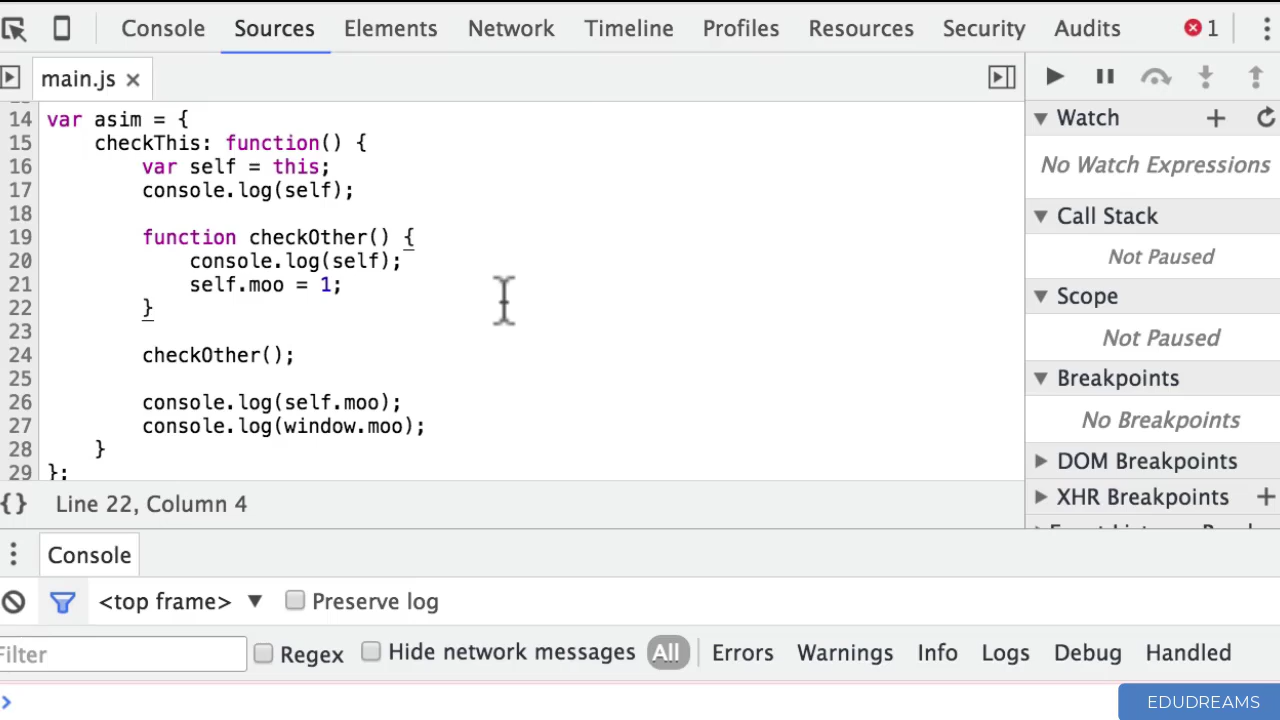 Console Sources Elements Network Timeline Profiles Resources Security Audits 1
main.js
14 var asim = {
15 checkThis: function() {
16 var self = this;
17 console.log(self);
18
19 function checkOther() {
20 console.log(self);
21 self.moo = 1;
22 }
23
24 checkOther();
25
26 console.log(self.moo);
27 console.log(window.moo);
28 }
29 };
{} Line 22, Column 4
Watch
No Watch Expressions
Call Stack
Not Paused
Scope
Not Paused
Breakpoints
No Breakpoints
DOM Breakpoints
XHR Breakpoints
Console
<top frame> Preserve log
Filter Regex Hide network messages All Errors Warnings Info Logs Debug Handled
EDUDREAMS